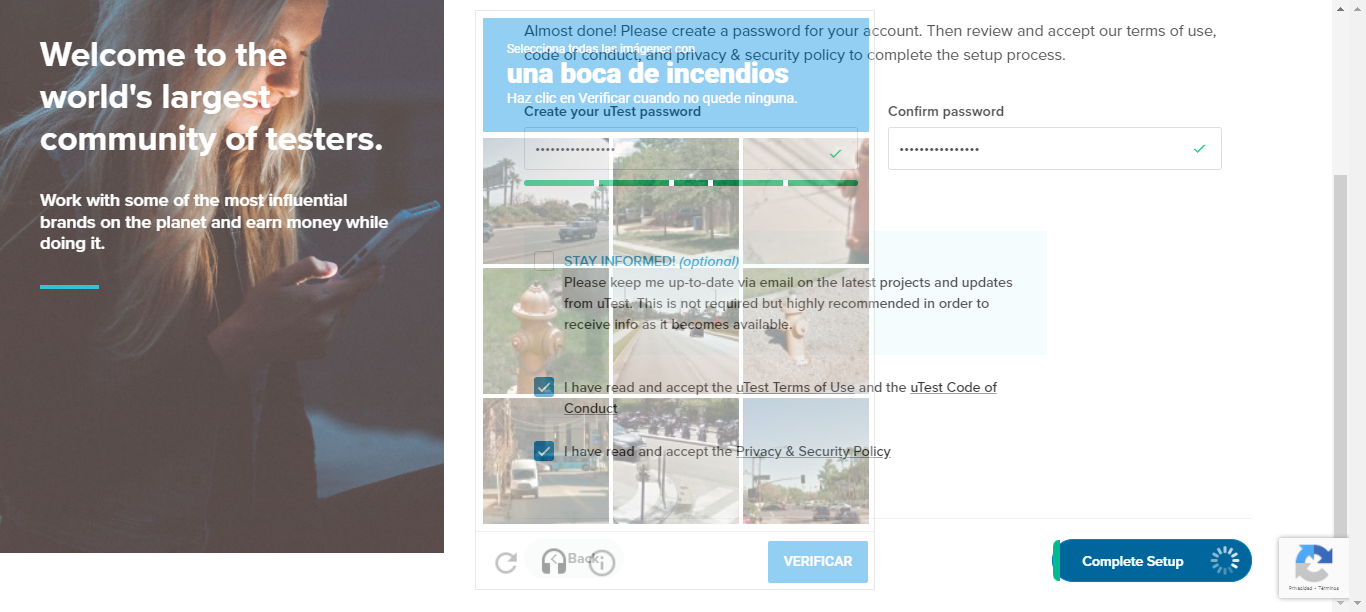 Welcome to the
world's largest
community of testers.
Work with some of the most influential
brands on the planet and earn money while
doing it.
Almost done! Please create a password for your account. Then review and accept our terms of use,
code of conduct, and privacy & security policy to complete the setup process.
Selecciona todas las imágenes con
una boca de incendios
Haz clic en Verificar cuando no quede ninguna.
Create your uTest password
Confirm password
STAY INFORMED! (optional)
Please keep me up-to-date via email on the latest projects and updates
from uTest. This is not required but highly recommended in order to
receive info as it becomes available.
I have read and accept the uTest Terms of Use and the uTest Code of
Conduct
I have read and accept the Privacy & Security Policy
Back
VERIFICAR
Complete Setup
Privacidad - Términos